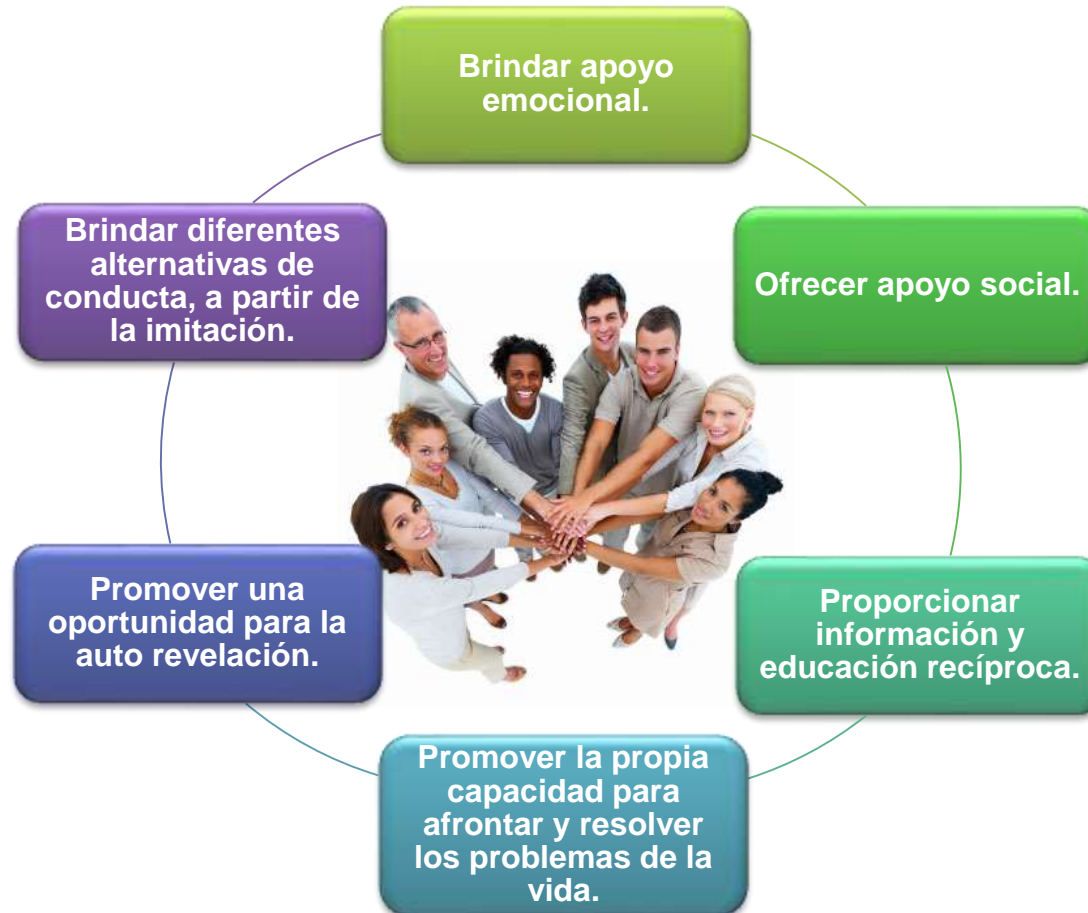 Brindar apoyo
emocional.
Ofrecer apoyo social.
Proporcionar
información y
educación recíproca.
Promover la propia
capacidad para
afrontar y resolver
los problemas de la
vida.
Promover una
oportunidad para la
auto revelación.
Brindar diferentes
alternativas de
conducta, a partir de
la imitación.